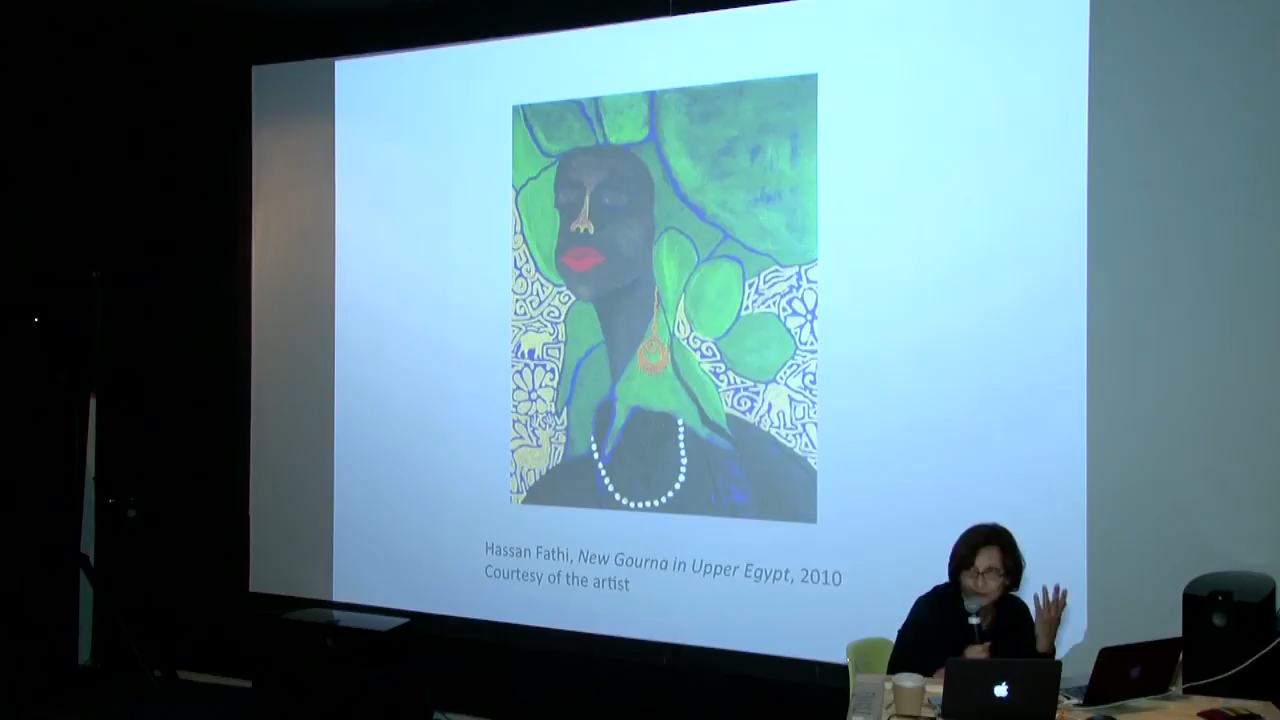 Hassan Fathi, New Gourna in Upper Egypt, 2010
Courtesy of the artist